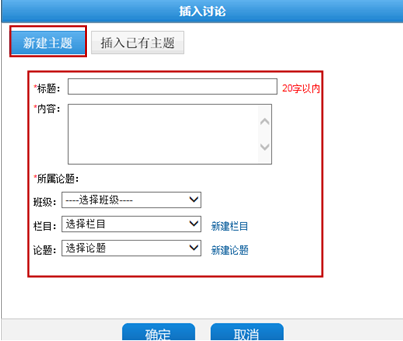 插入讨论
新建主题 插入已有主题
*标题： 20字以内
*内容：
*所属论题：
班级： ----选择班级----
栏目： 选择栏目 新建栏目
论题： 选择论题 新建论题
确定 取消